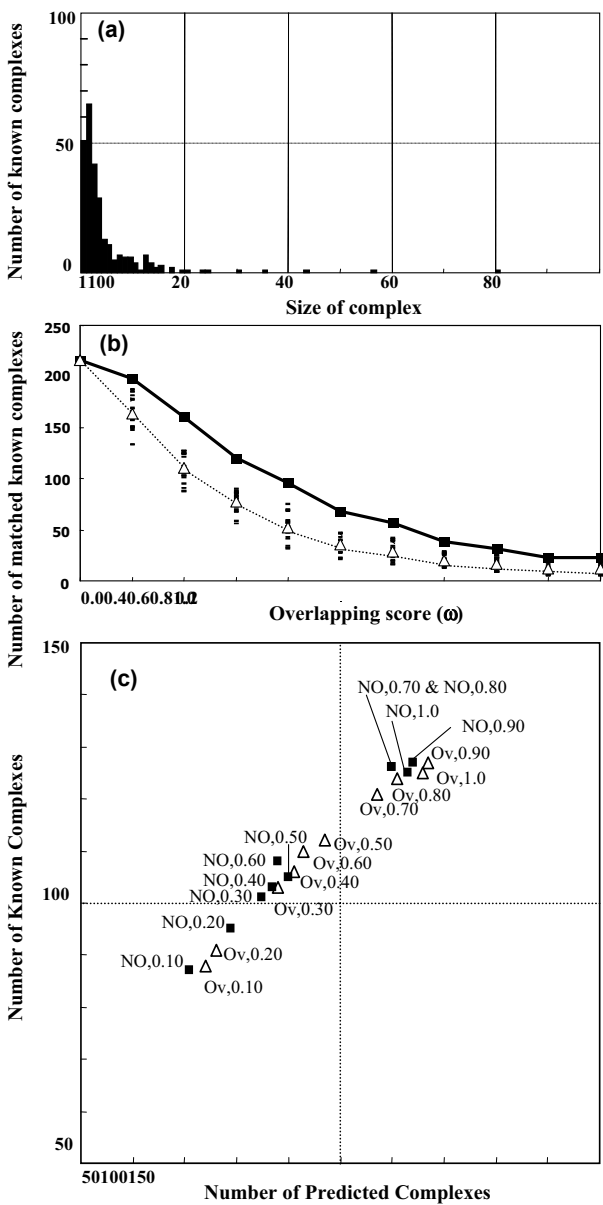 (a)
100
50
0
Number of known complexes
1100 20 40 60 80
Size of complex
(b)
250
200
150
100
50
0
Number of matched known complexes
0.00.40.60.81.0.2
Overlapping score (ω)
(c)
150
100
50
Number of Known Complexes
NO,0.70 & NO,0.80
NO,1.0
NO,0.90
Ov,0.90
Ov,1.0
Ov,0.80
Ov,0.70
NO,0.50
Ov,0.50
NO,0.60
Ov,0.60
NO,0.40
Ov,0.40
NO,0.30
Ov,0.30
NO,0.20
Ov,0.20
NO,0.10
Ov,0.10
50100150
Number of Predicted Complexes